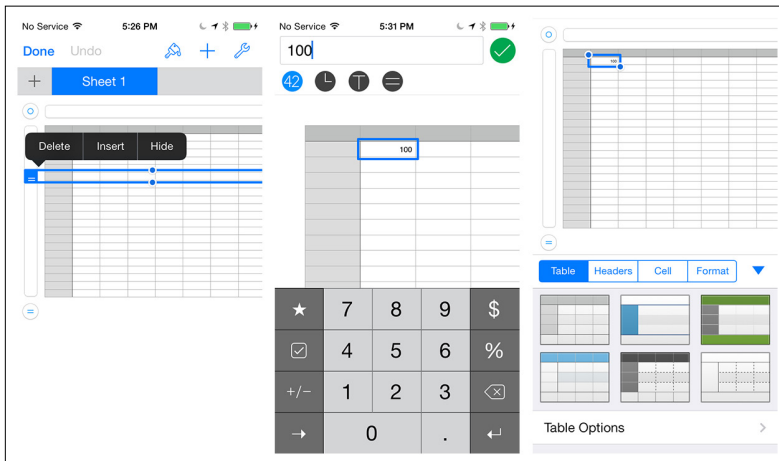 No Service 5:26 PM
Done Undo
+ Sheet 1
Delete Insert Hide
=
=
No Service 5:31 PM
100
42 T =
100
★ 7 8 9 $
4 5 6 %
+/− 1 2 3
→ 0 .
100
=
Table Headers Cell Format
Table Options